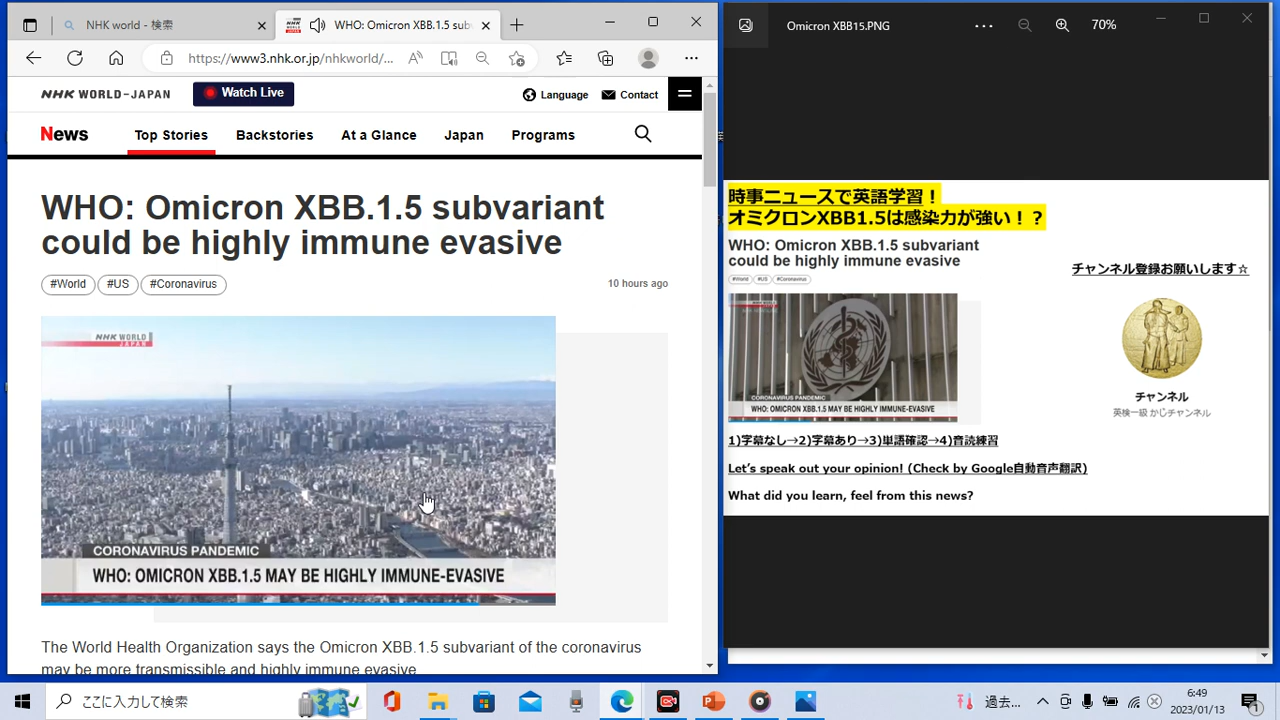 NHK world - 検索
WHO: Omicron XBB.1.5 sub
https://www3.nhk.or.jp/nhkworld/...
NHK WORLD-JAPAN
Watch Live
Language
Contact
News
Top Stories
Backstories
At a Glance
Japan
Programs
WHO: Omicron XBB.1.5 subvariant
could be highly immune evasive
#World
#US
#Coronavirus
10 hours ago
NHK WORLD
JAPAN
CORONAVIRUS PANDEMIC
WHO: OMICRON XBB.1.5 MAY BE HIGHLY IMMUNE-EVASIVE
The World Health Organization says the Omicron XBB.1.5 subvariant of the coronavirus
may be more transmissible and highly immune evasive
Omicron XBB15.PNG
70%
時事ニュースで英語学習！
オミクロンXBB1.5は感染力が強い！？
WHO: Omicron XBB.1.5 subvariant
could be highly immune evasive
#World
#US
#Coronavirus
CORONAVIRUS PANDEMIC
WHO: OMICRON XBB.1.5 MAY BE HIGHLY IMMUNE-EVASIVE
チャンネル登録お願いします☆
チャンネル
英検一級 かじチャンネル
1)字幕なし→2)字幕あり→3)単語確認→4)音読練習
Let's speak out your opinion! (Check by Google自動音声翻訳)
What did you learn, feel from this news?
ここに入力して検索
過去...
6:49
2023/01/13